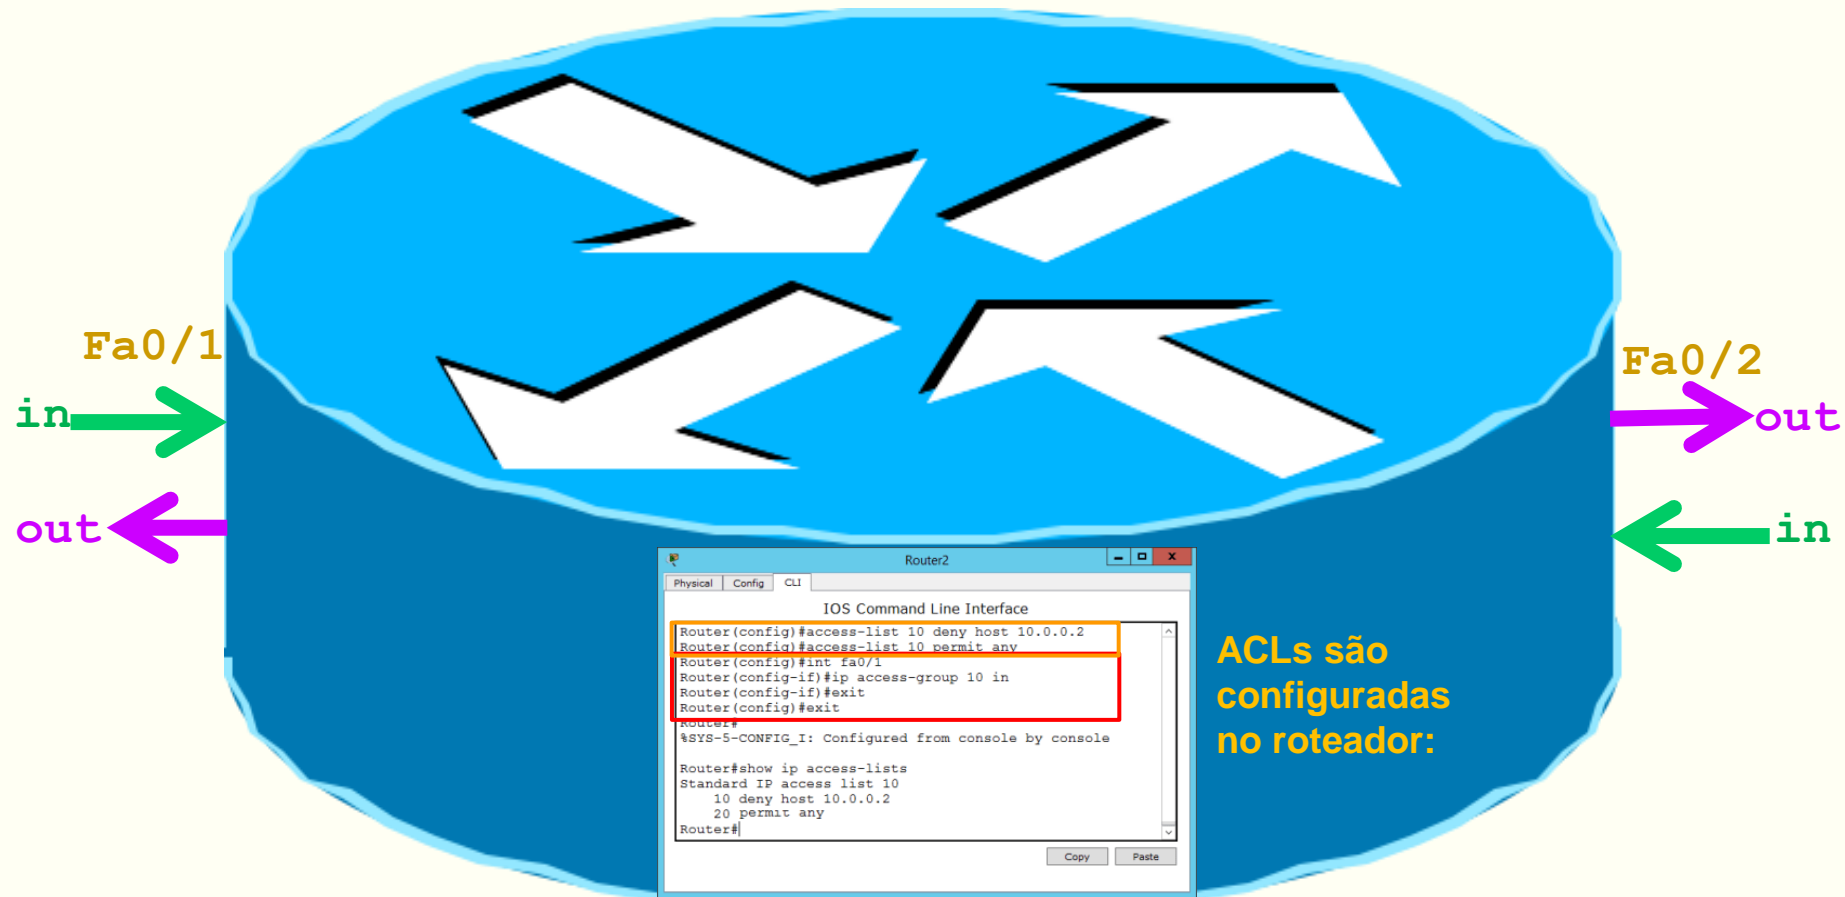 Fa0/1
Fa0/2
in
out
out
in
Router2
Physical Config CLI
IOS Command Line Interface
Router(config)#access-list 10 deny host 10.0.0.2
Router(config)#access-list 10 permit any
Router(config)#int fa0/1
Router(config-if)#ip access-group 10 in
Router(config-if)#exit
Router(config)#exit
Router#
%SYS-5-CONFIG_I: Configured from console by console
Router#show ip access-lists
Standard IP access list 10
10 deny host 10.0.0.2
20 permit any
Router#
Copy Paste
ACLs são
configuradas
no roteador: